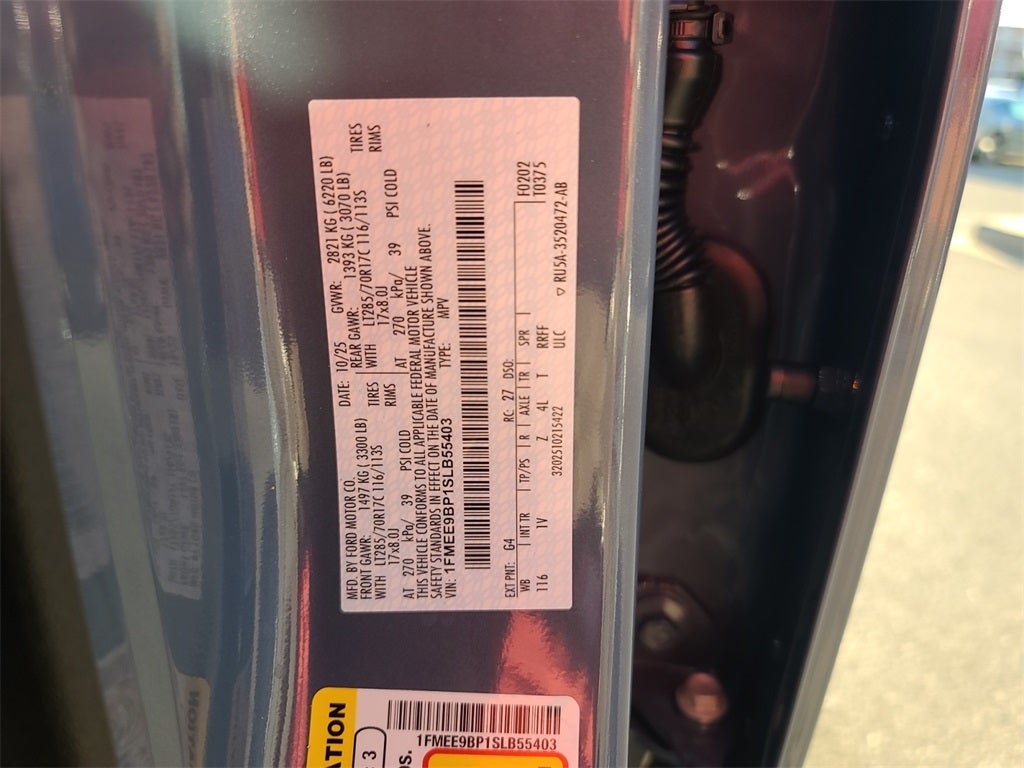 MFD. BY FORD MOTOR CO.
DATE: 10/25 GVWR: 2821 KG ( 6220 LB)
FRONT GAWR: 1497 KG ( 3300 LB) REAR GAWR: 1393 KG ( 3070 LB)
WITH LT285/70R17C 116/113S TIRES WITH LT285/70R17C 116/113S TIRES
17x8.0J RIMS 17x8.0J RIMS
AT 270 kPa/ 39 PSI COLD AT 270 kPa/ 39 PSI COLD
THIS VEHICLE CONFORMS TO ALL APPLICABLE FEDERAL MOTOR VEHICLE
SAFETY STANDARDS IN EFFECT ON THE DATE OF MANUFACTURE SHOWN ABOVE.
VIN: 1FMEE9BP1SLB55403 TYPE: MPV
EXT PNT: G4 RC: 27 DSO: F0202
WB INT TR TP/PS R AXLE TR SPR T0375
116 1V Z 4L T RRFF
3202510215422 ULC ▽ RU5A-3520472-AB
1FMEE9BP1SLB55403
3